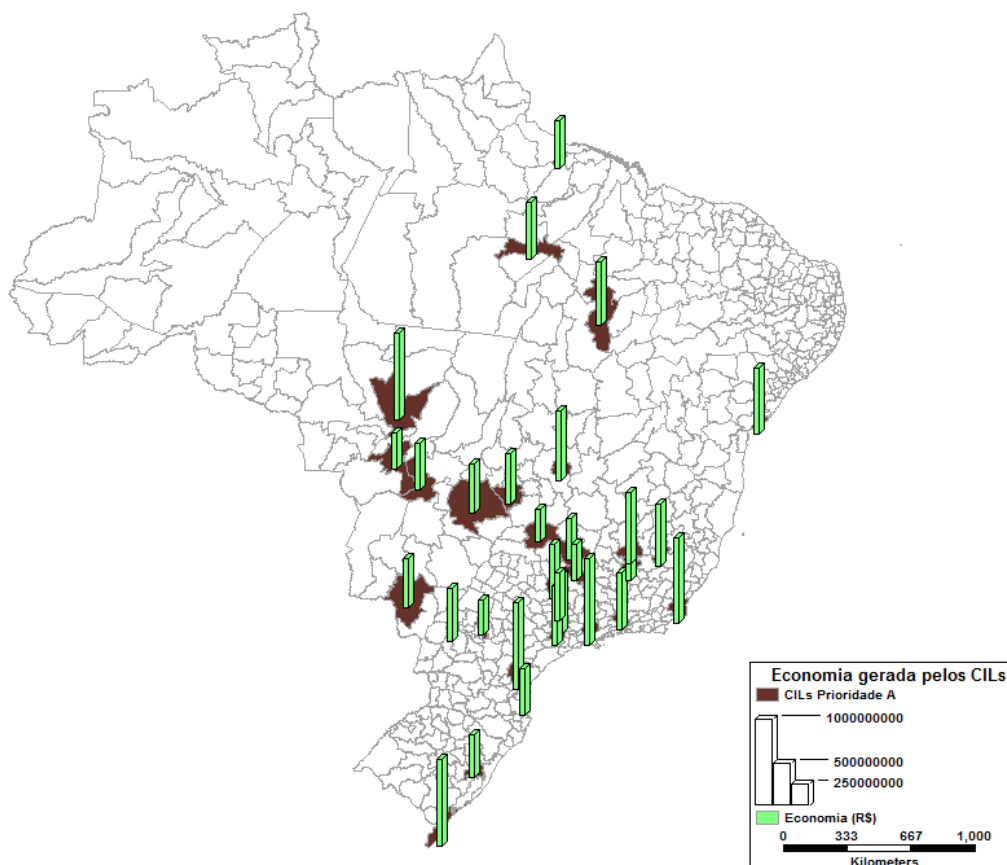 Economia gerada pelos CILs
CILs Prioridade A
1000000000
500000000
250000000
Economia (R$)
0 333 667 1,000
Kilometers